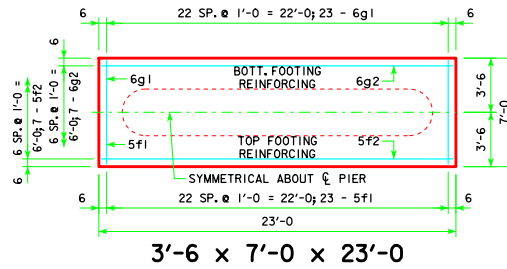 22 SP. @ 1'-0 = 22'-0; 23 - 6g1
6
6
6
6 SP. @ 1'-0 =
6'-0; 7 - 5f2
6 SP. @ 1'-0 =
6'-0; 7 - 6g2
6
6g1
BOTT. FOOTING
REINFORCING
6g2
5f1
TOP FOOTING
REINFORCING
5f2
3'-6
3'-6
7'-0
SYMMETRICAL ABOUT ℄ PIER
6
22 SP. @ 1'-0 = 22'-0; 23 - 5f1
6
23'-0
3'-6 x 7'-0 x 23'-0